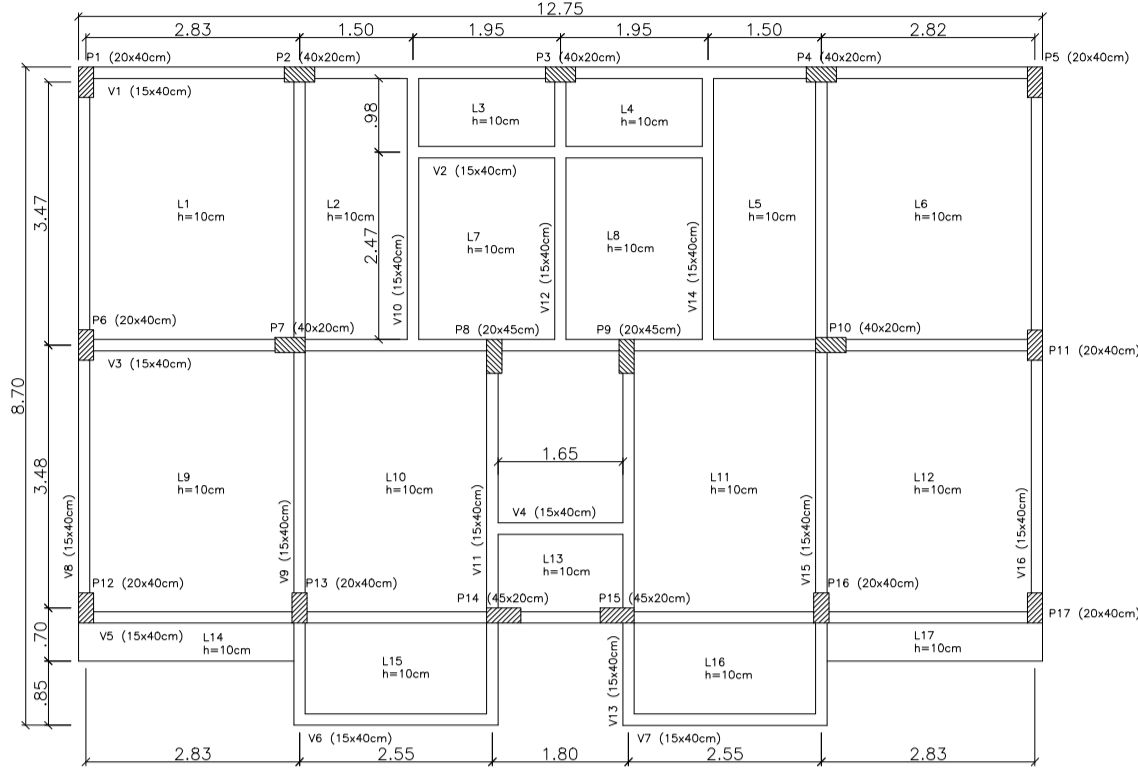 12.75
2.83
1.50
1.95
1.95
1.50
2.82
P1 (20x40cm)
P2 (40x20cm)
P3 (40x20cm)
P4 (40x20cm)
P5 (20x40cm)
V1 (15x40cm)
.98
L3
h=10cm
L4
h=10cm
V2 (15x40cm)
3.47
L1
h=10cm
L2
h=10cm
2.47
V10 (15x40cm)
L7
h=10cm
V12 (15x40cm)
L8
h=10cm
V14 (15x40cm)
L5
h=10cm
L6
h=10cm
P6 (20x40cm)
P7 (40x20cm)
P8 (20x45cm)
P9 (20x45cm)
P10 (40x20cm)
P11 (20x40cm)
V3 (15x40cm)
8.70
1.65
3.48
L9
h=10cm
L10
h=10cm
L11
h=10cm
L12
h=10cm
V4 (15x40cm)
V8 (15x40cm)
V9 (15x40cm)
V11 (15x40cm)
V15 (15x40cm)
V16 (15x40cm)
L13
h=10cm
P12 (20x40cm)
P13 (20x40cm)
P14 (45x20cm)
P15 (45x20cm)
P16 (20x40cm)
P17 (20x40cm)
V5 (15x40cm)
L14
h=10cm
.70
L15
h=10cm
L16
h=10cm
L17
h=10cm
.85
V13 (15x40cm)
V6 (15x40cm)
V7 (15x40cm)
2.83
2.55
1.80
2.55
2.83